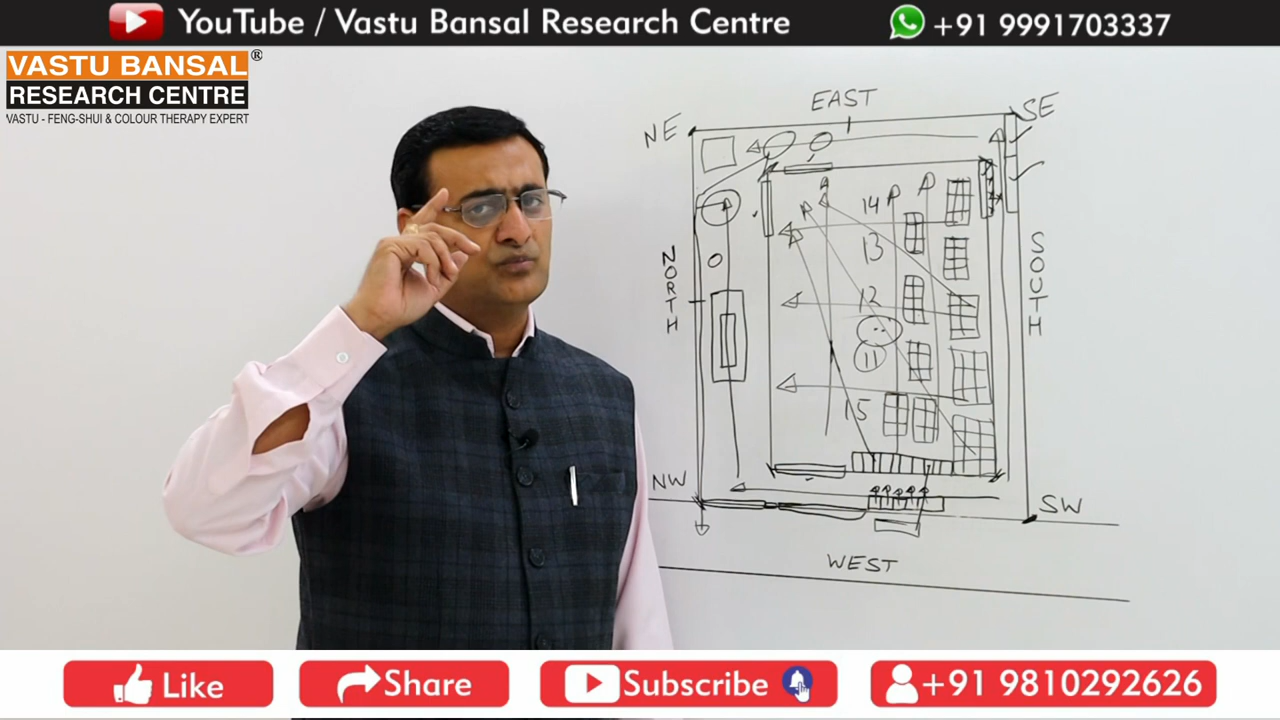 YouTube / Vastu Bansal Research Centre
+91 9991703337
VASTU BANSAL®
RESEARCH CENTRE
VASTU - FENG-SHUI & COLOUR THERAPY EXPERT
EAST
NE
SE
14
13
NORTH
SOUTH
12
11
15
NW
SW
WEST
Like
Share
Subscribe
+91 9810292626